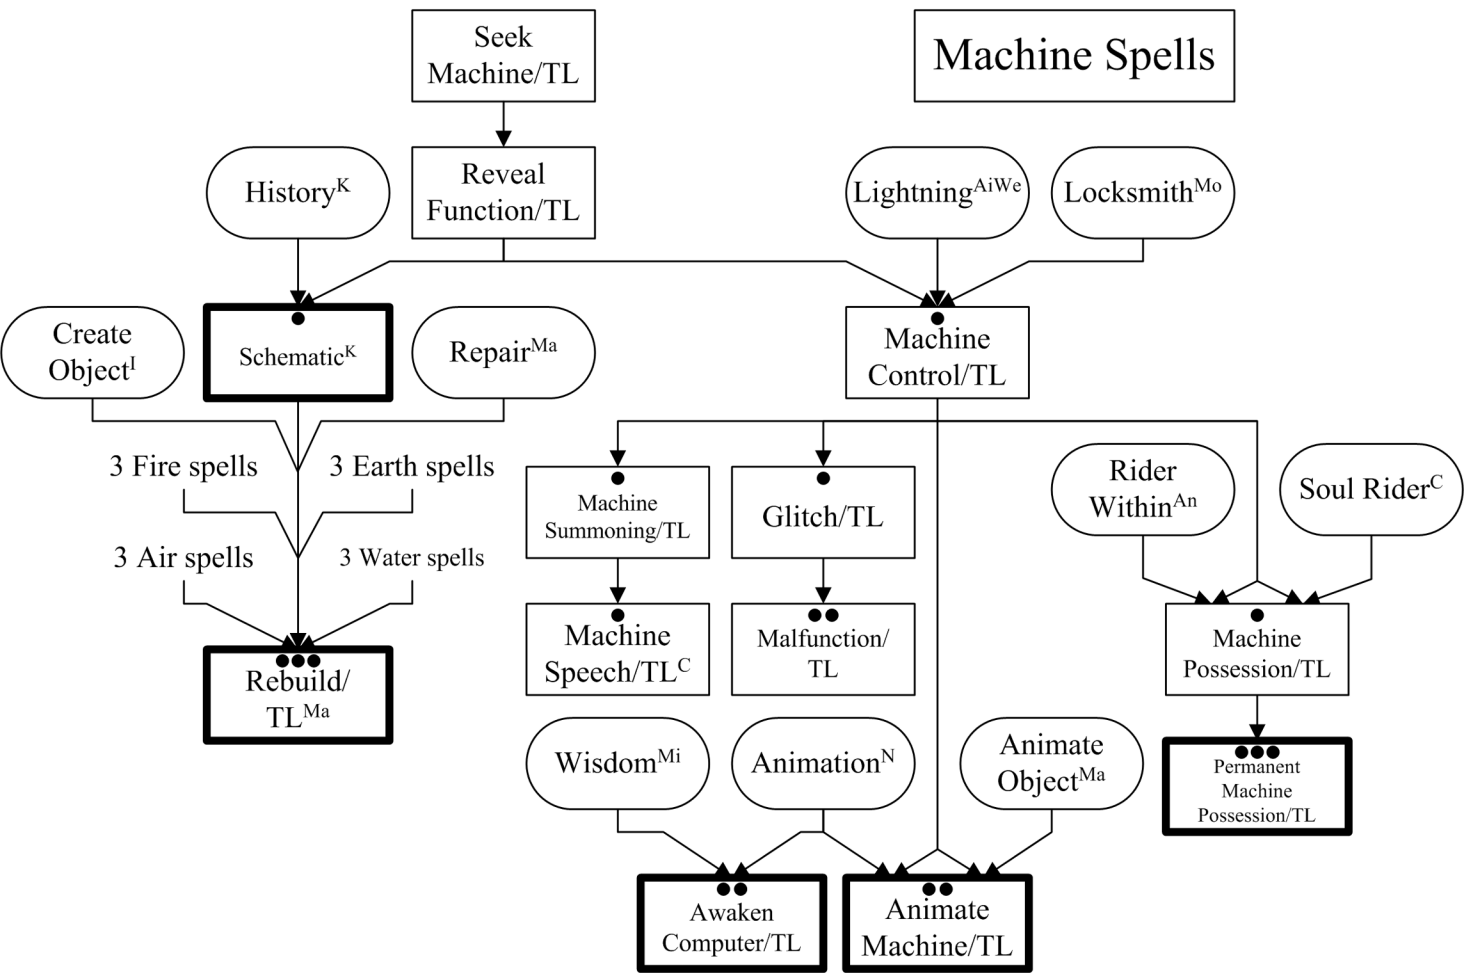 Seek
Machine/TL
Machine Spells
History^K
Reveal
Function/TL
Lightning^AiWe
Locksmith^Mo
Create
Object^I
Schematic^K
Repair^Ma
Machine
Control/TL
3 Fire spells
3 Earth spells
Machine
Summoning/TL
Glitch/TL
Rider
Within^An
Soul Rider^C
3 Air spells
3 Water spells
Machine
Speech/TL^C
Malfunction/
TL
Machine
Possession/TL
Rebuild/
TL^Ma
Wisdom^Mi
Animation^N
Animate
Object^Ma
Permanent
Machine
Possession/TL
Awaken
Computer/TL
Animate
Machine/TL